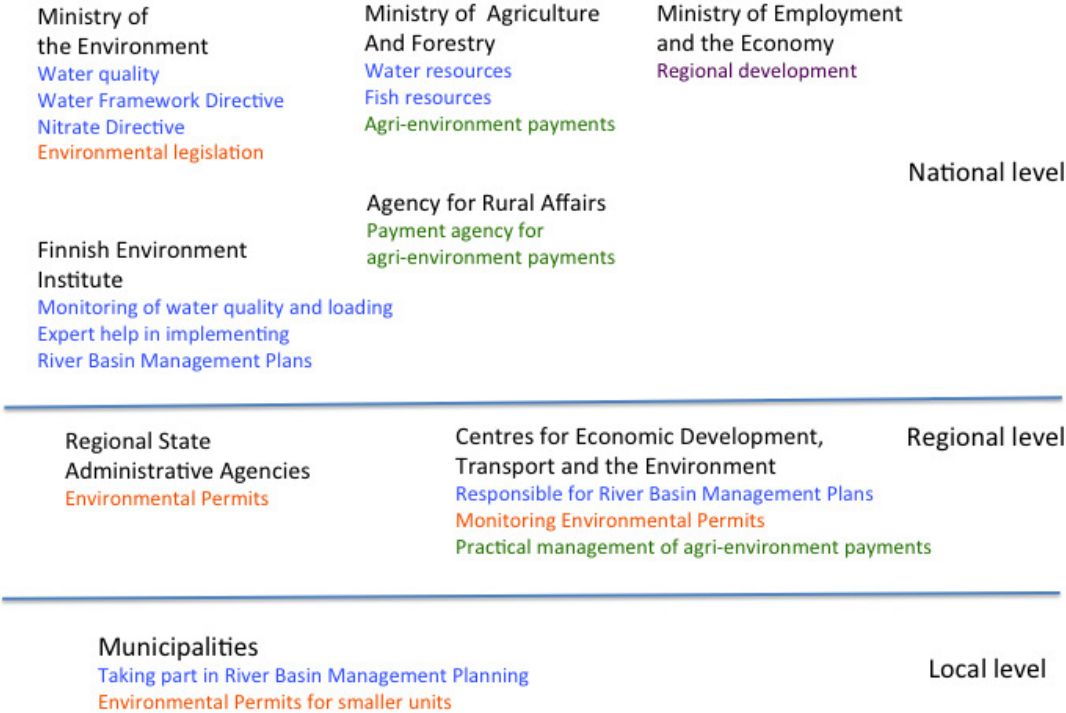 Ministry of
the Environment
Water quality
Water Framework Directive
Nitrate Directive
Environmental legislation
Ministry of Agriculture
And Forestry
Water resources
Fish resources
Agri-environment payments
Ministry of Employment
and the Economy
Regional development
National level
Agency for Rural Affairs
Payment agency for
agri-environment payments
Finnish Environment
Institute
Monitoring of water quality and loading
Expert help in implementing
River Basin Management Plans
Regional State
Administrative Agencies
Environmental Permits
Centres for Economic Development,
Transport and the Environment
Responsible for River Basin Management Plans
Monitoring Environmental Permits
Practical management of agri-environment payments
Regional level
Municipalities
Taking part in River Basin Management Planning
Environmental Permits for smaller units
Local level